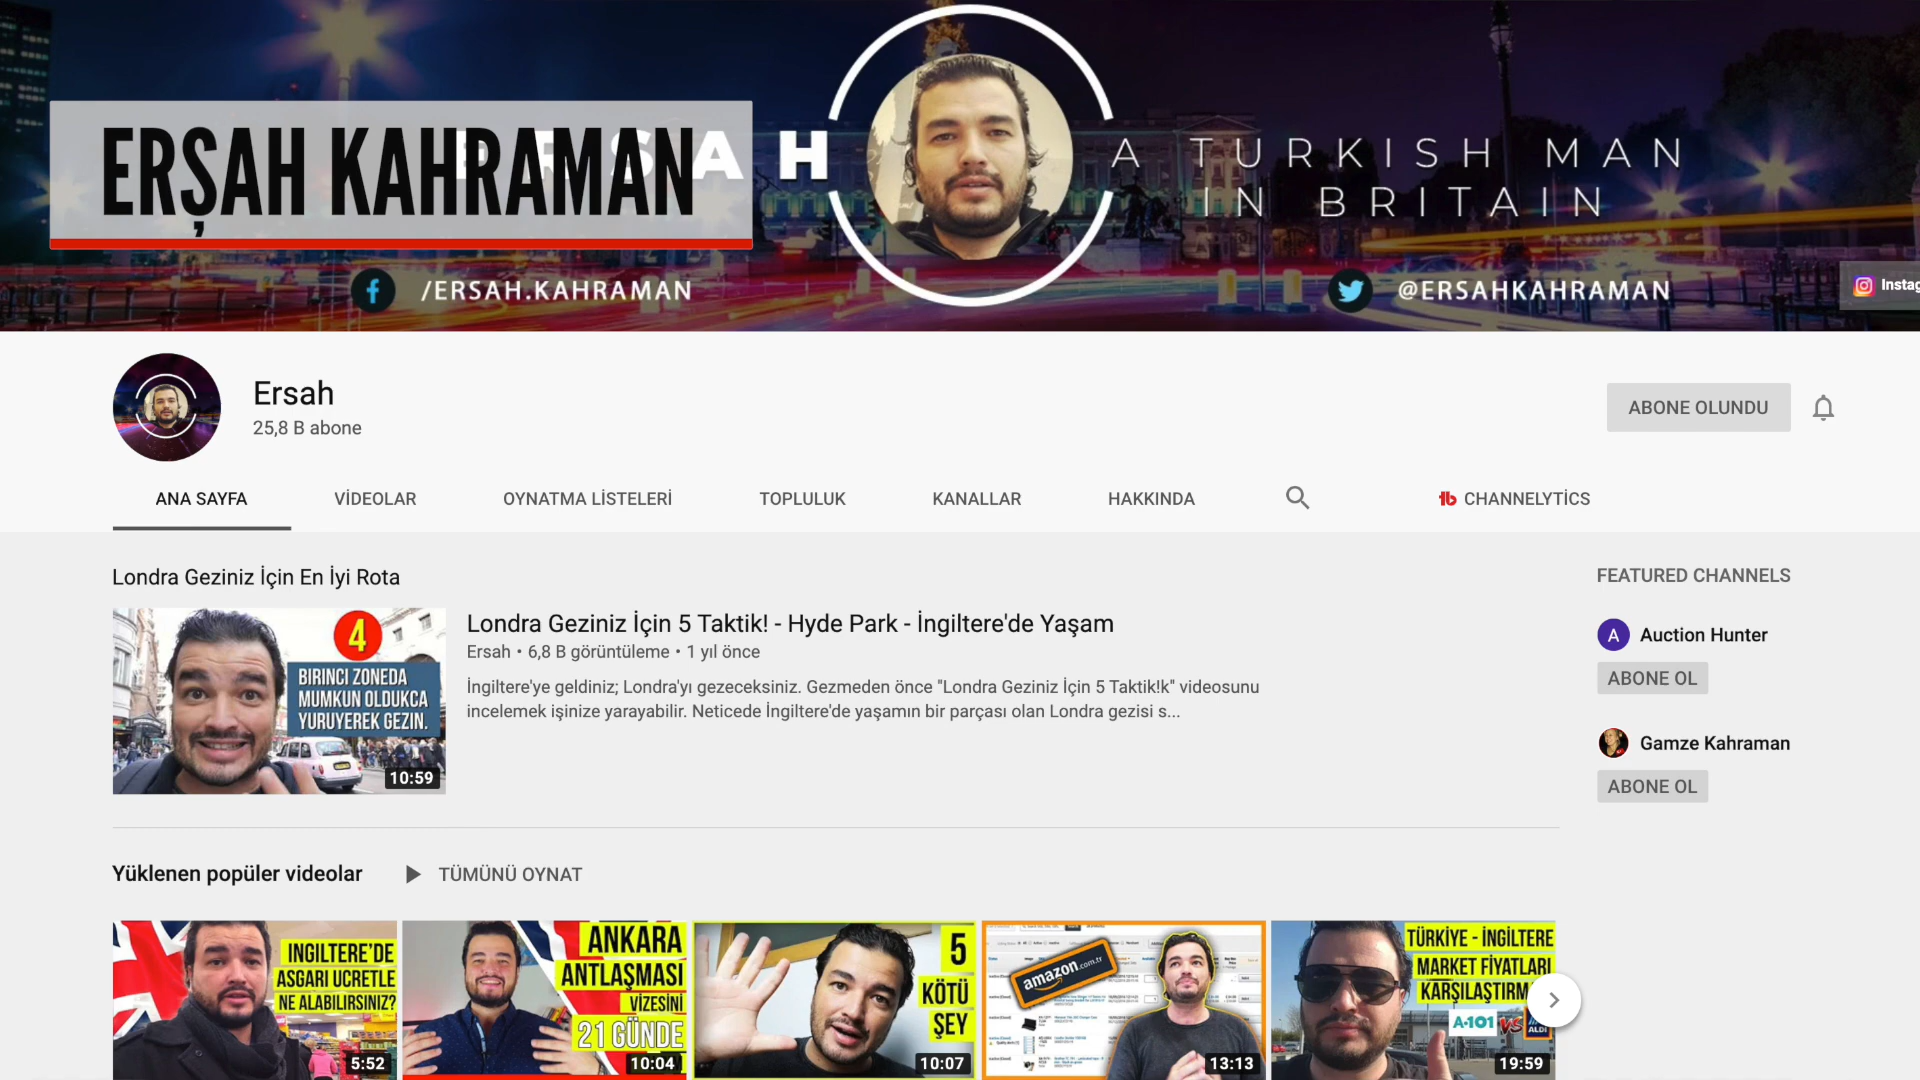 ERŞAH KAHRAMAN
ERSAH
A TURKISH MAN
IN BRITAIN
/ERSAH.KAHRAMAN
@ERSAHKAHRAMAN
Instag
Ersah
25,8 B abone
ABONE OLUNDU
ANA SAYFA
VİDEOLAR
OYNATMA LİSTELERİ
TOPLULUK
KANALLAR
HAKKINDA
CHANNELYTICS
Londra Geziniz İçin En İyi Rota
4
BIRINCI ZONEDA
MUMKUN OLDUKCA
YURUYEREK GEZIN.
10:59
Londra Geziniz İçin 5 Taktik! - Hyde Park - İngiltere'de Yaşam
Ersah • 6,8 B görüntüleme • 1 yıl önce
İngiltere'ye geldiniz; Londra'yı gezeceksiniz. Gezmeden önce "Londra Geziniz İçin 5 Taktik!k" videosunu
incelemek işinize yarayabilir. Neticede İngiltere'de yaşamın bir parçası olan Londra gezisi s...
FEATURED CHANNELS
A
Auction Hunter
ABONE OL
Gamze Kahraman
ABONE OL
Yüklenen popüler videolar
TÜMÜNÜ OYNAT
INGILTERE'DE
ASGARI UCRETLE
NE ALABILIRSINIZ?
5:52
ANKARA
ANTLAŞMASI
VİZESİNİ
21 GÜNDE
10:04
5
KÖTÜ
ŞEY
10:07
amazon.com.tr
13:13
TÜRKİYE - İNGİLTERE
MARKET FİYATLARI
KARŞILAŞTIRM
A-101 VS ALDI
19:59